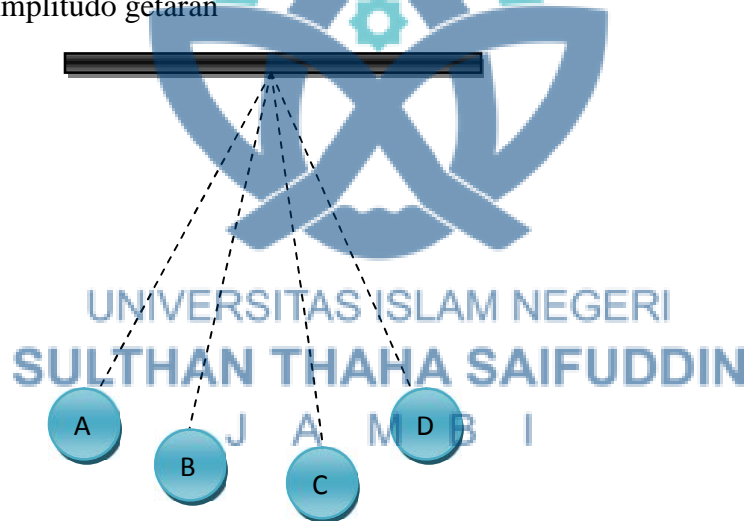 mplitudo getaran
UNIVERSITAS ISLAM NEGERI
SULTHAN THAHA SAIFUDDIN
J A M B I
A
B
C
D